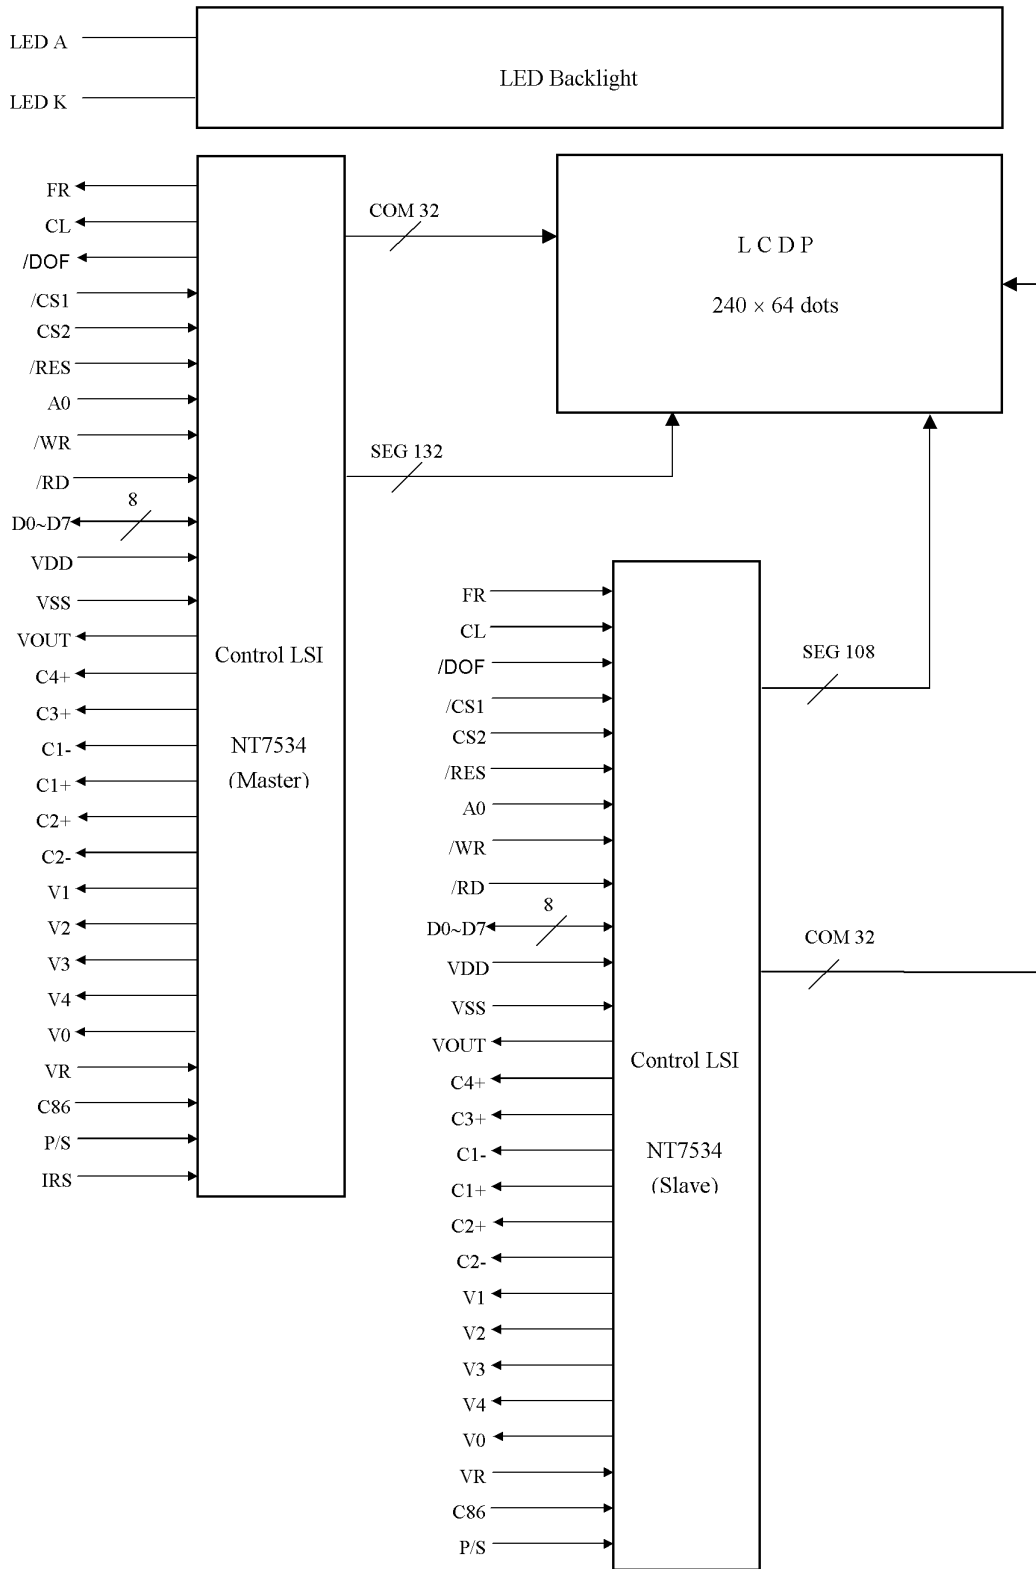 LED A
LED K
LED Backlight
FR
CL
/DOF
/CS1
CS2
/RES
A0
/WR
/RD
8
D0~D7
VDD
VSS
VOUT
C4+
C3+
C1-
C1+
C2+
C2-
V1
V2
V3
V4
V0
VR
C86
P/S
IRS
Control LSI
NT7534
(Master)
COM 32
SEG 132
L C D P
240 × 64 dots
FR
CL
/DOF
/CS1
CS2
/RES
A0
/WR
/RD
8
D0~D7
VDD
VSS
VOUT
C4+
C3+
C1-
C1+
C2+
C2-
V1
V2
V3
V4
V0
VR
C86
P/S
Control LSI
NT7534
(Slave)
SEG 108
COM 32